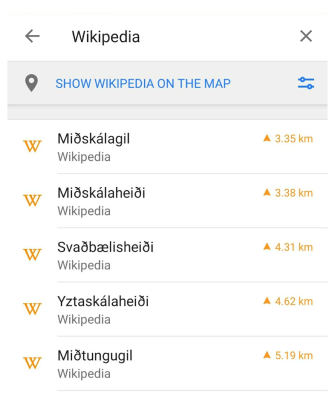 Wikipedia
SHOW WIKIPEDIA ON THE MAP
Miðskálagil
3.35 km
Wikipedia
Miðskálaheiði
3.38 km
Wikipedia
Svaðbælisheiði
4.31 km
Wikipedia
Yztaskálaheiði
4.62 km
Wikipedia
Miðtungugil
5.19 km
Wikipedia